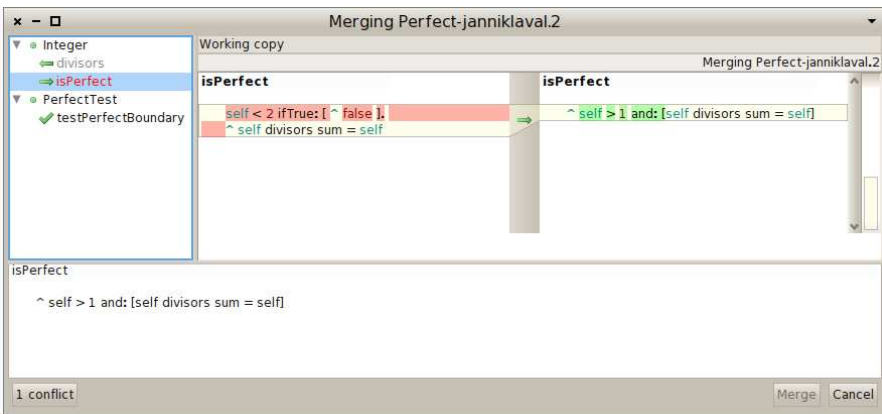 Merging Perfect-janniklaval.2
Integer
divisors
isPerfect
PerfectTest
testPerfectBoundary
Working copy
Merging Perfect-janniklaval.2
isPerfect
self < 2 ifTrue: [ ^ false ].
^ self divisors sum = self
isPerfect
^ self > 1 and: [self divisors sum = self]
isPerfect
^ self > 1 and: [self divisors sum = self]
1 conflict
Merge
Cancel